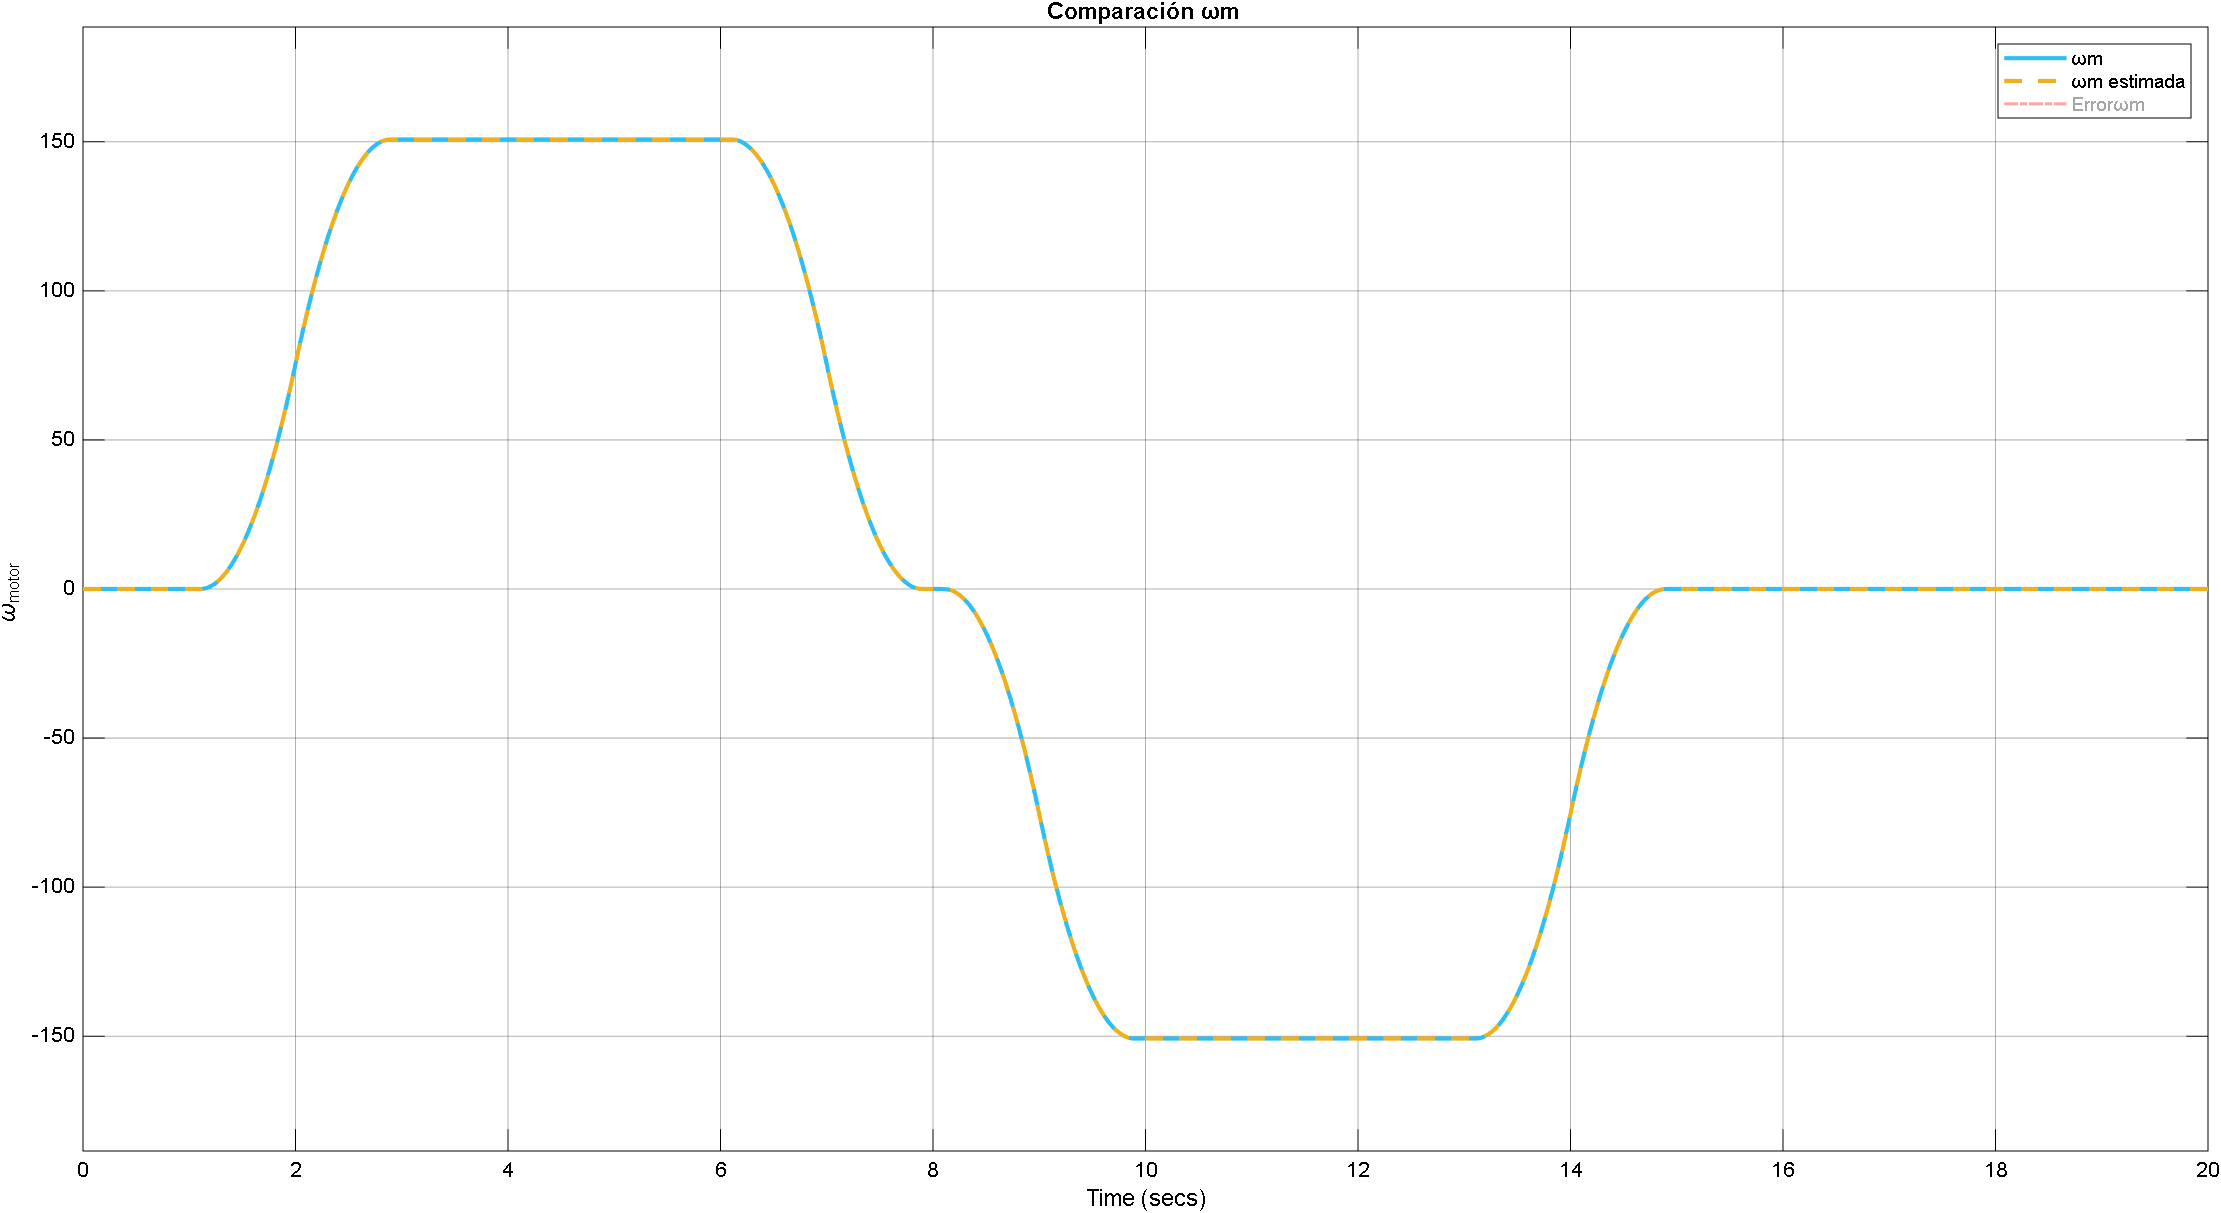 Comparación ωm
ωm
ωm estimada
Errorωm
150
100
50
0
-50
-100
-150
ωmotor
0 2 4 6 8 10 12 14 16 18 20
Time (secs)